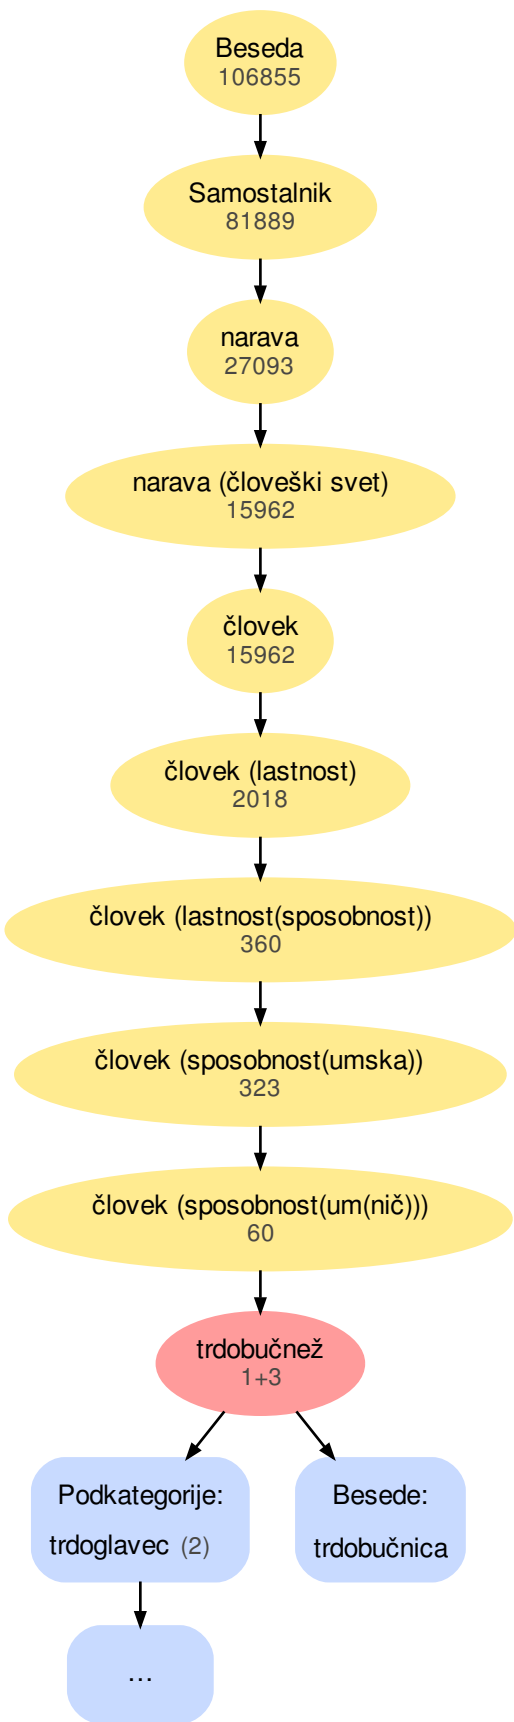 Beseda
106855
Samostalnik
81889
narava
27093
narava (človeški svet)
15962
človek
15962
človek (lastnost)
2018
človek (lastnost(sposobnost))
360
človek (sposobnost(umska))
323
človek (sposobnost(um(nič)))
60
trdobučnež
1+3
Podkategorije:
trdoglavec (2)
Besede:
trdobučnica
...